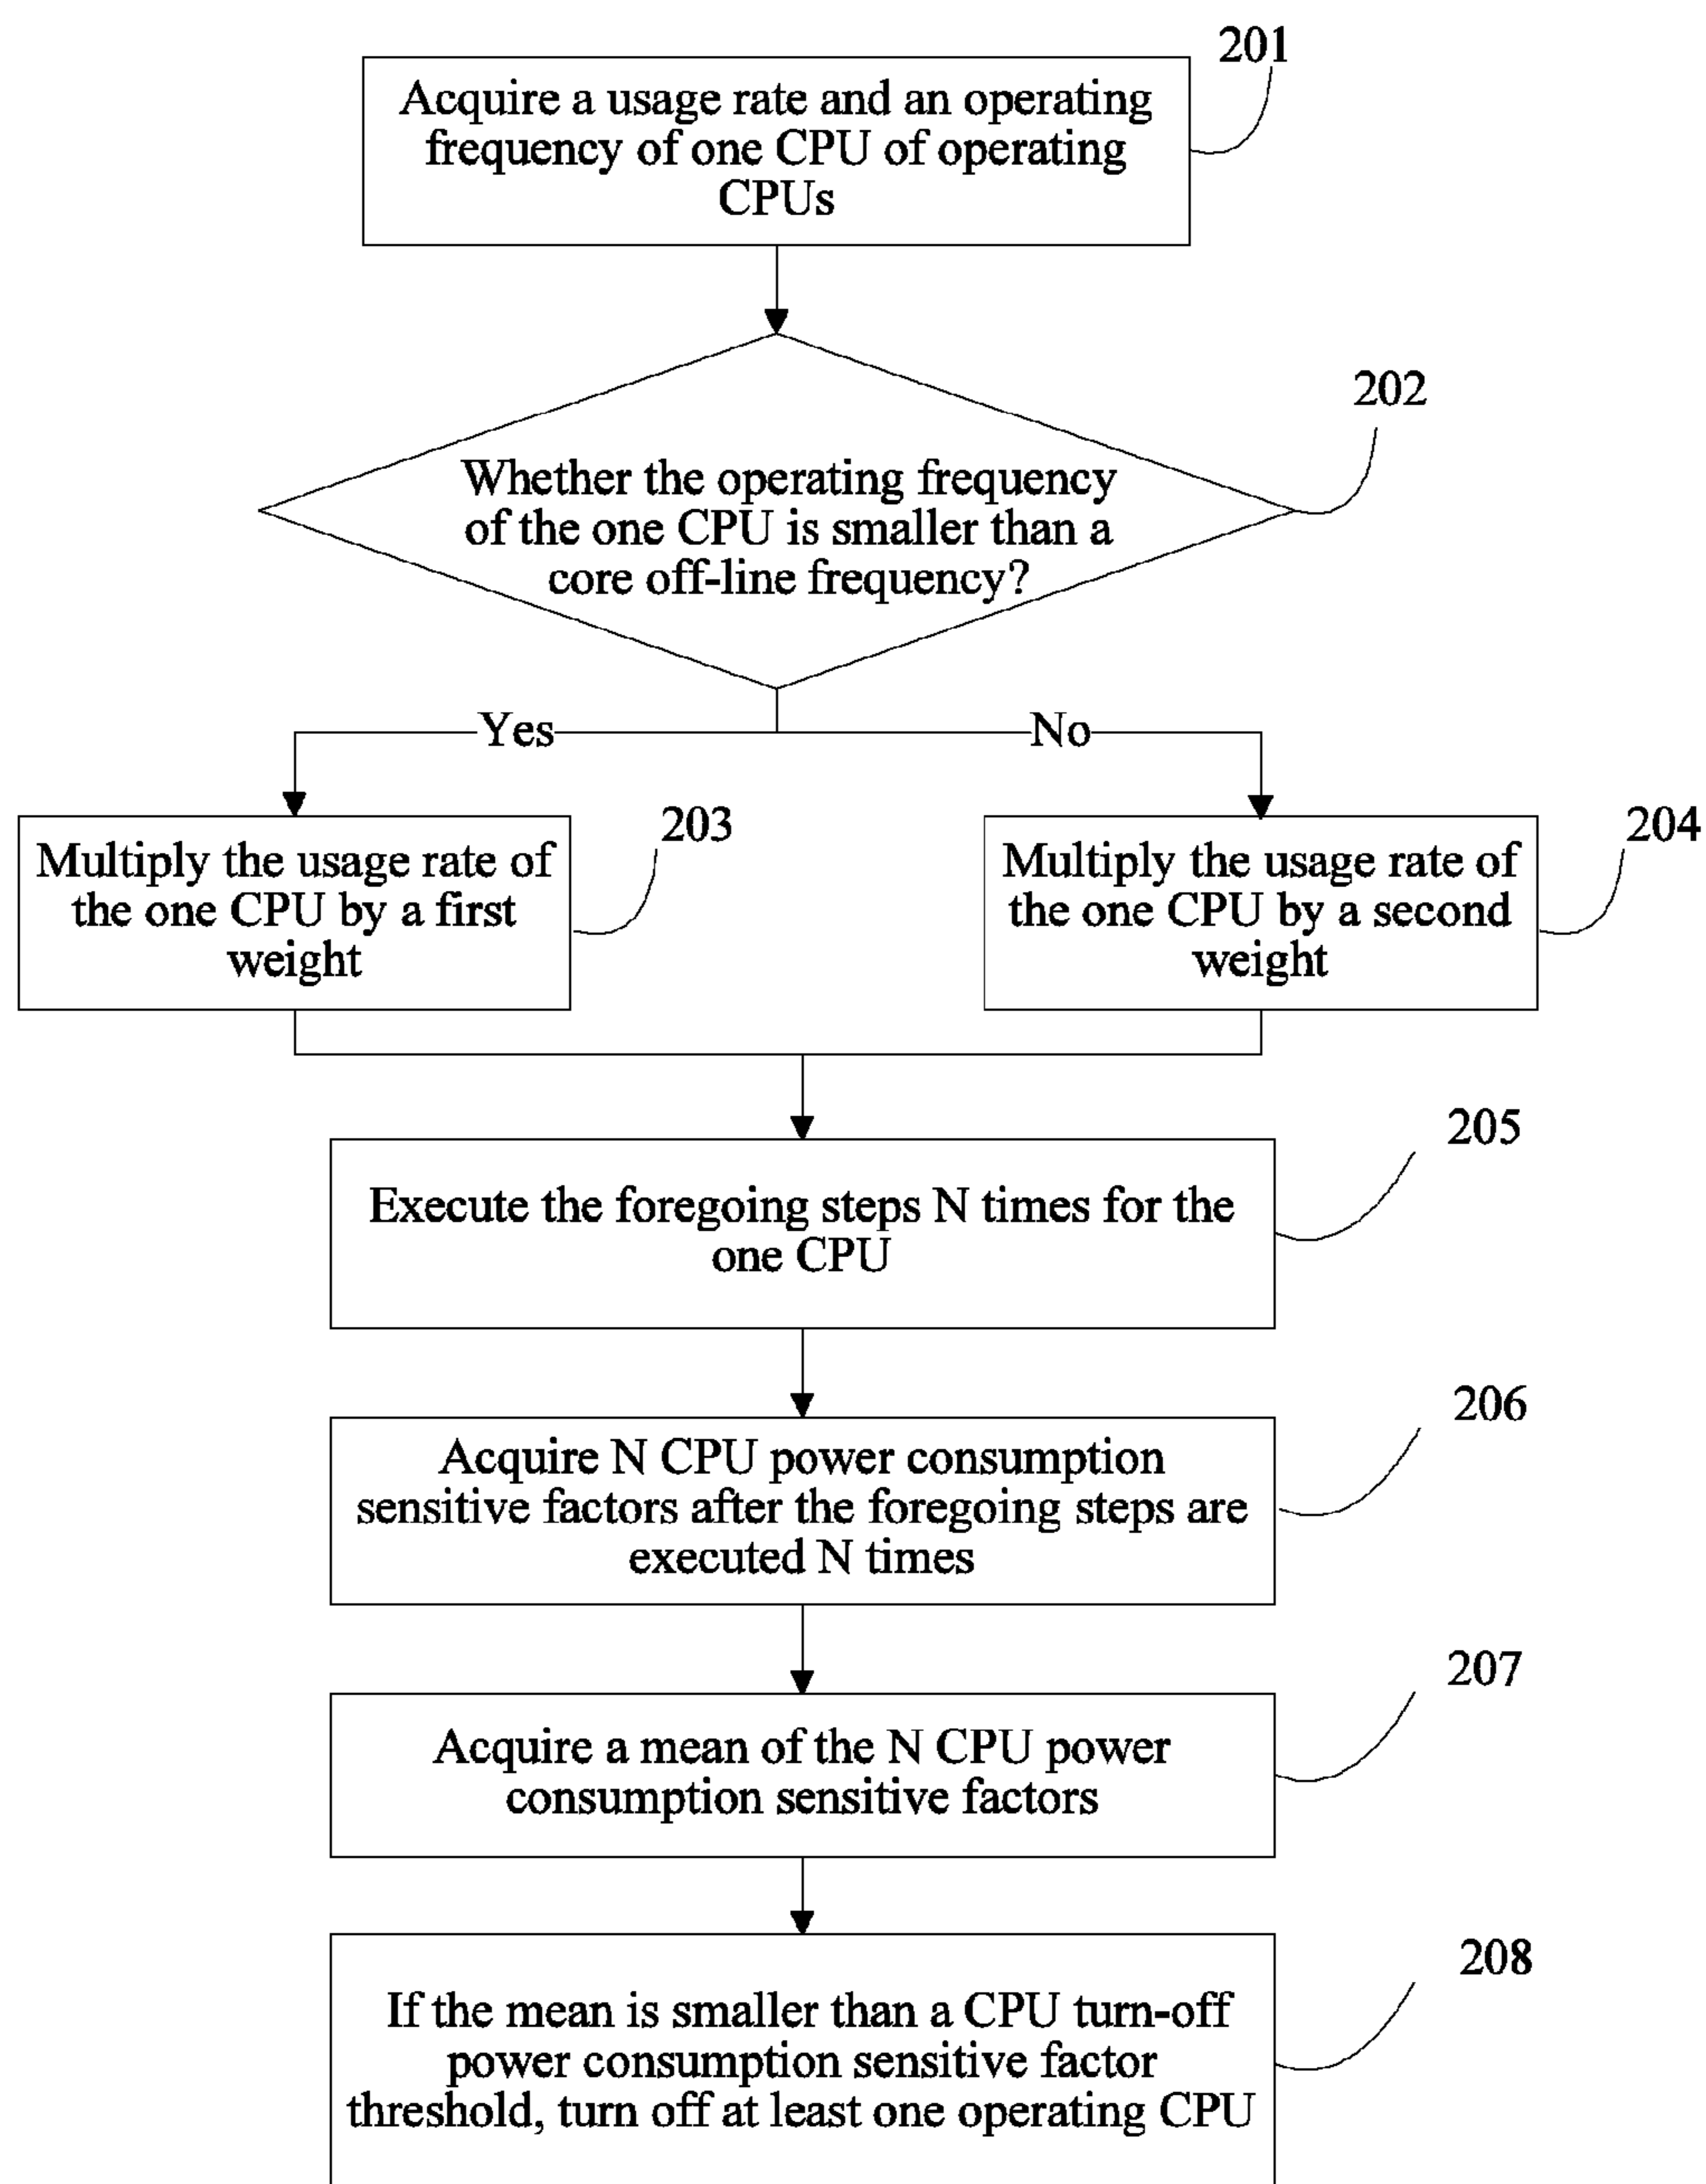 201
Acquire a usage rate and an operating
frequency of one CPU of operating
CPUs
202
Whether the operating frequency
of the one CPU is smaller than a
core off-line frequency?
Yes
No
203
Multiply the usage rate of
the one CPU by a first
weight
204
Multiply the usage rate of
the one CPU by a second
weight
205
Execute the foregoing steps N times for the
one CPU
206
Acquire N CPU power consumption
sensitive factors after the foregoing steps are
executed N times
207
Acquire a mean of the N CPU power
consumption sensitive factors
208
If the mean is smaller than a CPU turn-off
power consumption sensitive factor
threshold, turn off at least one operating CPU